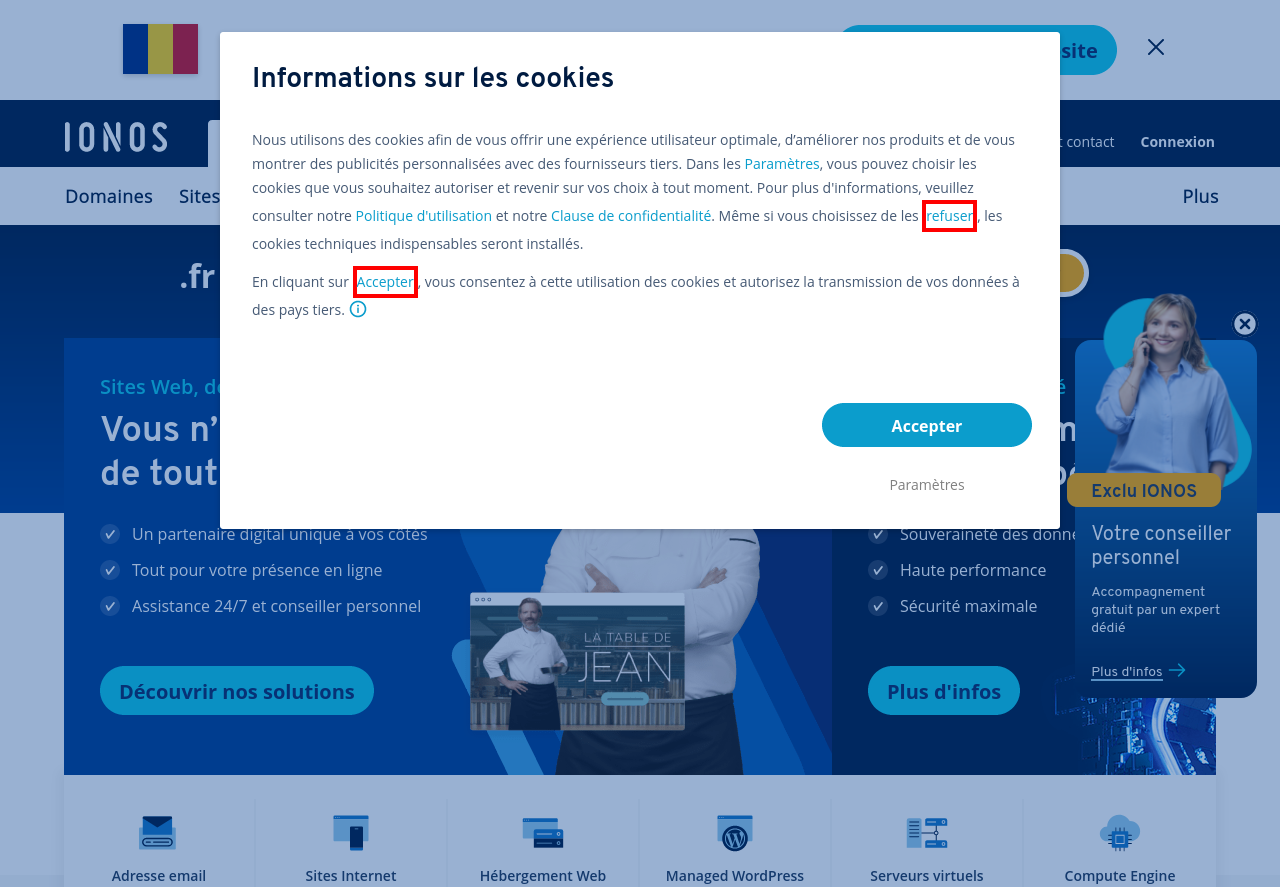 site
Informations sur les cookies
Nous utilisons des cookies afin de vous offrir une expérience utilisateur optimale, d’améliorer nos produits et de vous
montrer des publicités personnalisées avec des fournisseurs tiers. Dans les Paramètres, vous pouvez choisir les
cookies que vous souhaitez autoriser et revenir sur vos choix à tout moment. Pour plus d'informations, veuillez
consulter notre Politique d'utilisation et notre Clause de confidentialité. Même si vous choisissez de les refuser, les
cookies techniques indispensables seront installés.
En cliquant sur Accepter, vous consentez à cette utilisation des cookies et autorisez la transmission de vos données à
des pays tiers.
Accepter
Paramètres
IONOS
contact
Connexion
Domaines
Sites
Plus
.fr
Sites Web, 
Vous n’
de tout
Un partenaire digital unique à vos côtés
Tout pour votre présence en ligne
Assistance 24/7 et conseiller personnel
Découvrir nos solutions
LA TABLE DE
JEAN
Souveraineté des
Haute performance
Sécurité maximale
Plus d'infos
Exclu IONOS
Votre conseiller
personnel
Accompagnement
gratuit par un expert
dédié
Plus d'infos
Adresse email
Sites Internet
Hébergement Web
Managed WordPress
Serveurs virtuels
Compute Engine